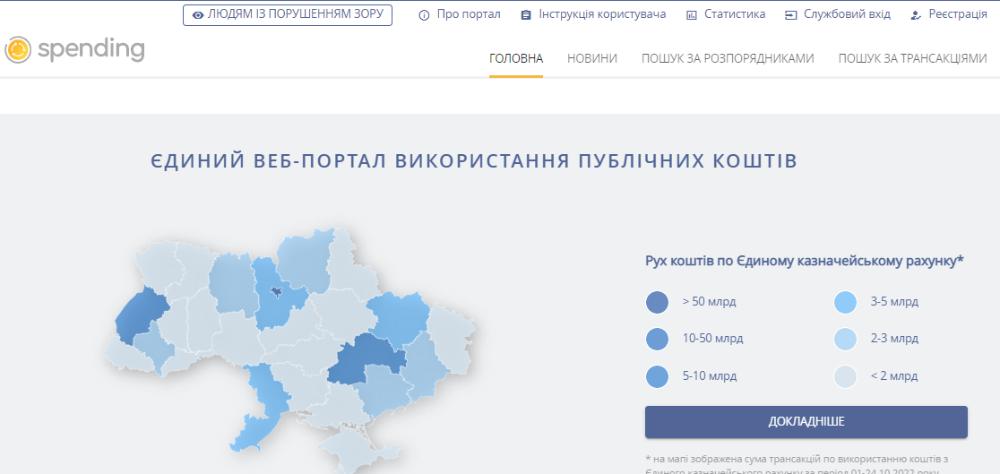 ЛЮДЯМ ІЗ ПОРУШЕННЯМ ЗОРУ Про портал Інструкція користувача Статистика Службовий вхід Реєстрація
spending
ГОЛОВНА НОВИНИ ПОШУК ЗА РОЗПОРЯДНИКАМИ ПОШУК ЗА ТРАНСАКЦІЯМИ
ЄДИНИЙ ВЕБ-ПОРТАЛ ВИКОРИСТАННЯ ПУБЛІЧНИХ КОШТІВ
Рух коштів по Єдиному казначейському рахунку*
> 50 млрд 3-5 млрд
10-50 млрд 2-3 млрд
5-10 млрд < 2 млрд
ДОКЛАДНІШЕ
* на мапі зображена сума трансакцій по використанню коштів з
Єдиного казначейського рахунку за період 01-24.10.2022 року